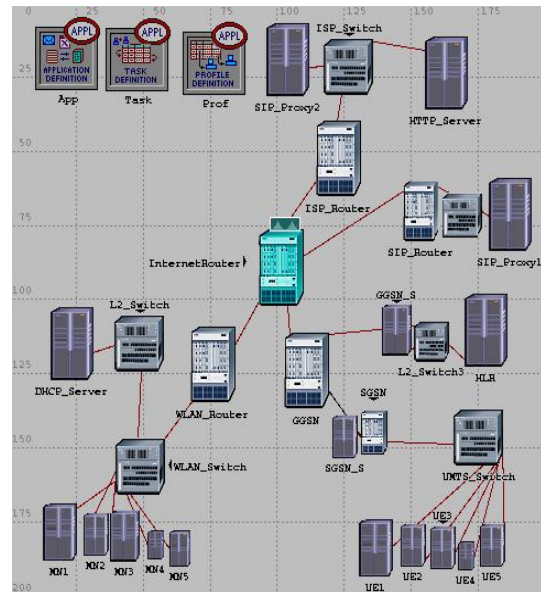 0 25 50 75 100 125 150 175
APPL APPL APPL
APPLICATION DEFINITION
TASK DEFINITION
PROFILE DEFINITION
App Task Prof
ISP_Switch
SIP_Proxy2
HTTP_Server
25
50
ISP_Router
75
SIP_Router
SIP_Proxy1
InternetRouter
100
L2_Switch
GGSN_S
125
DHCP_Server
WLAN_Router
GGSN
L2_Switch3
HLR
SGSN
150
WLAN_Switch
SGSN_S
UMTS_Switch
175
UE3
MN1 MN2 MN3 MN4 MN5
UE1 UE2 UE4 UE5
200